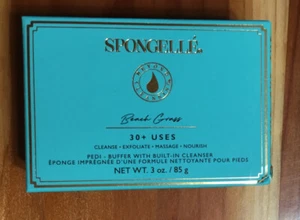 SPONGELLÉ
Beach Grass
30+ USES
CLEANSE • EXFOLIATE • MASSAGE • NOURISH
PEDI - BUFFER WITH BUILT-IN CLEANSER
ÉPONGE IMPRÉGNÉE D'UNE FORMULE NETTOYANTE POUR PIEDS
NET WT. 3 oz. / 85 g